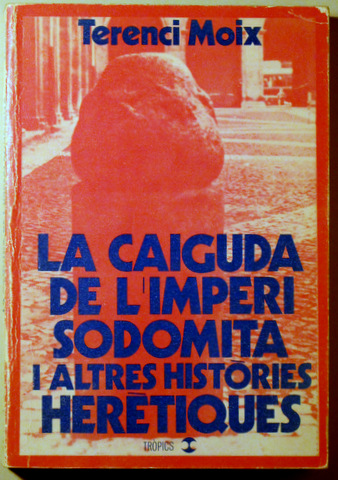 Terenci Moix
LA CAIGUDA
DE L'IMPERI
SODOMITA
I ALTRES HISTÒRIES
HERÈTIQUES
TRÒPICS